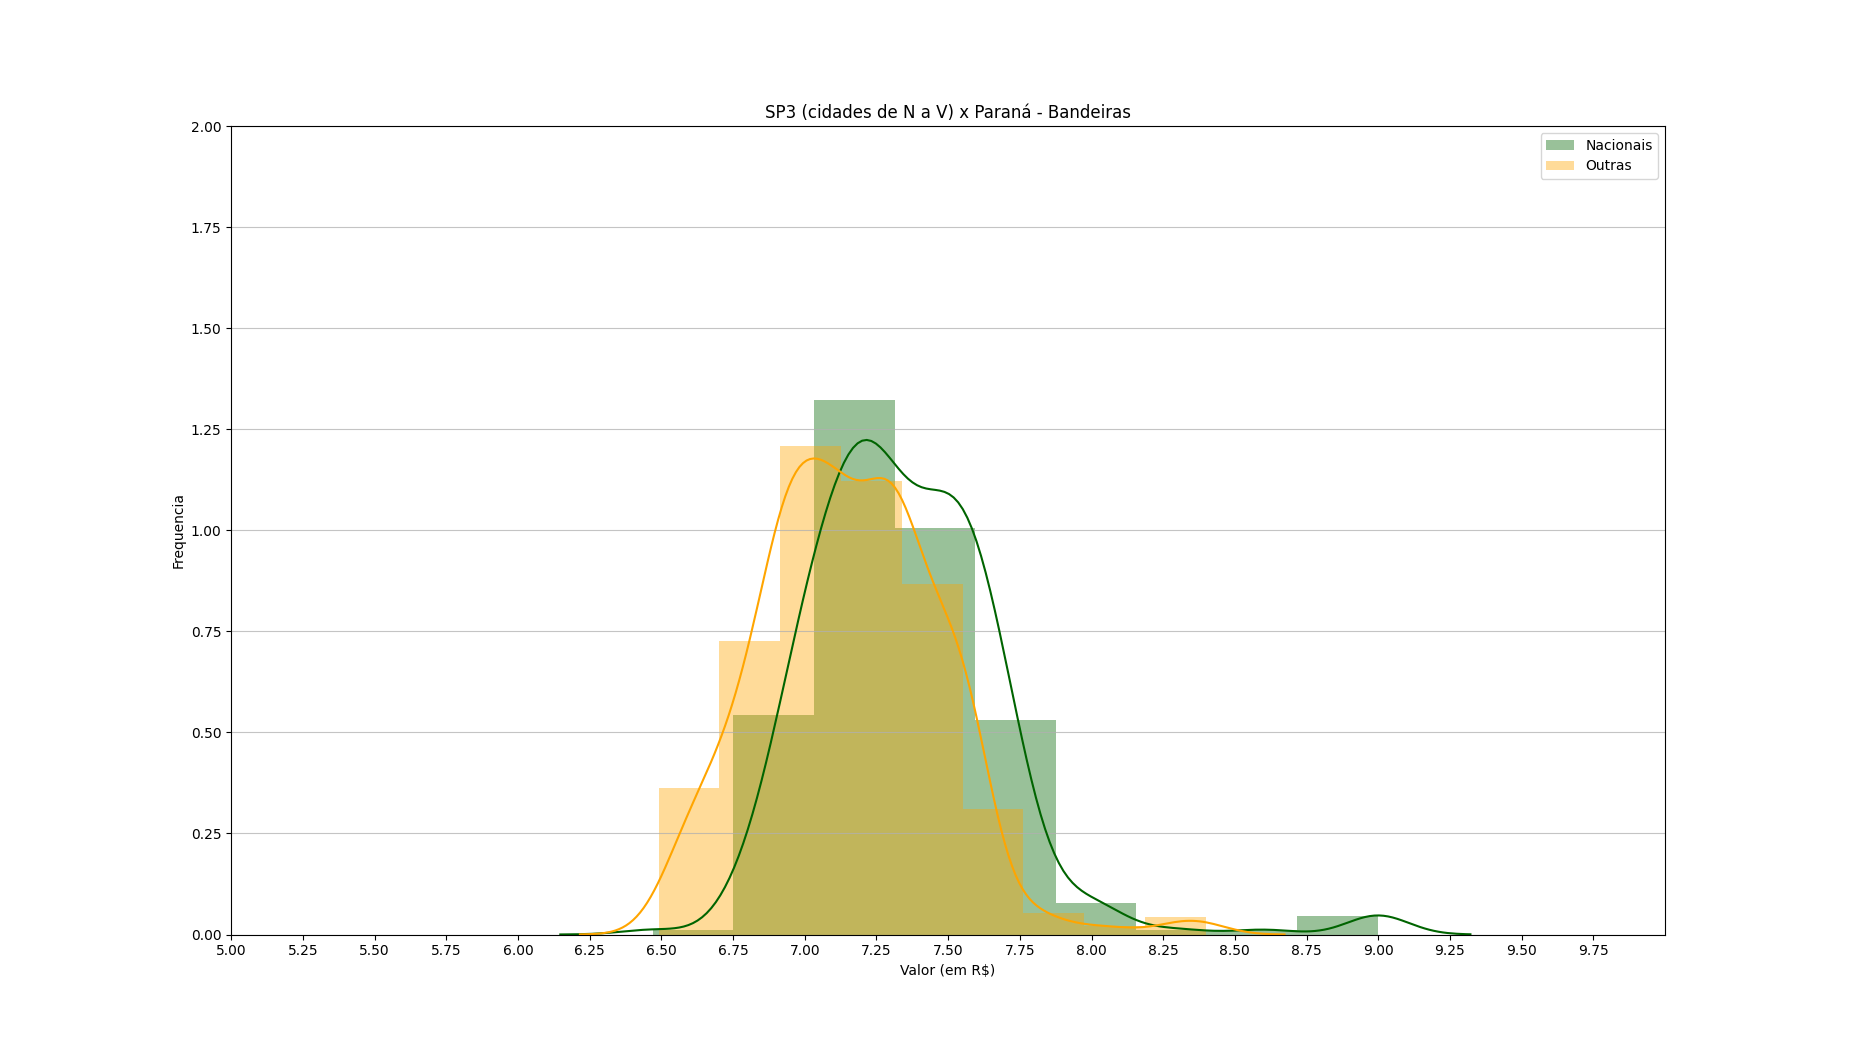 SP3 (cidades de N a V) x Paraná - Bandeiras
Nacionais
Outras
2.00
1.75
1.50
1.25
1.00
0.75
0.50
0.25
0.00
Frequencia
5.00 5.25 5.50 5.75 6.00 6.25 6.50 6.75 7.00 7.25 7.50 7.75 8.00 8.25 8.50 8.75 9.00 9.25 9.50 9.75
Valor (em R$)